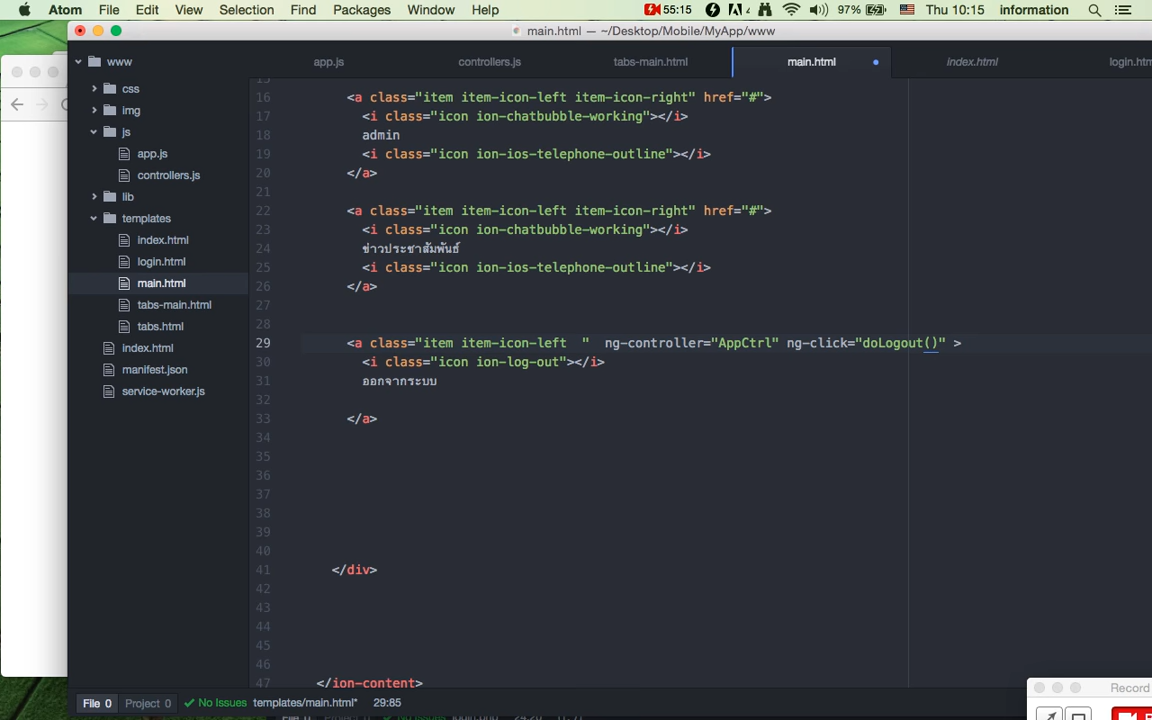 Atom File Edit View Selection Find Packages Window Help 55:15 4 97% Thu 10:15 information
main.html — ~/Desktop/Mobile/MyApp/www
www
app.js controllers.js tabs-main.html main.html index.html login.htm
css
img
js
app.js
controllers.js
lib
templates
index.html
login.html
main.html
tabs-main.html
tabs.html
index.html
manifest.json
service-worker.js
15
16 <a class="item item-icon-left item-icon-right" href="#">
17 <i class="icon ion-chatbubble-working"></i>
18 admin
19 <i class="icon ion-ios-telephone-outline"></i>
20 </a>
21
22 <a class="item item-icon-left item-icon-right" href="#">
23 <i class="icon ion-chatbubble-working"></i>
24 ข่าวประชาสัมพันธ์
25 <i class="icon ion-ios-telephone-outline"></i>
26 </a>
27
28
29 <a class="item item-icon-left  "  ng-controller="AppCtrl" ng-click="doLogout()" >
30 <i class="icon ion-log-out"></i>
31 ออกจากระบบ
32
33 </a>
34
35
36
37
38
39
40
41 </div>
42
43
44
45
46
47 </ion-content>
File 0 Project 0 No Issues templates/main.html* 29:85
Record